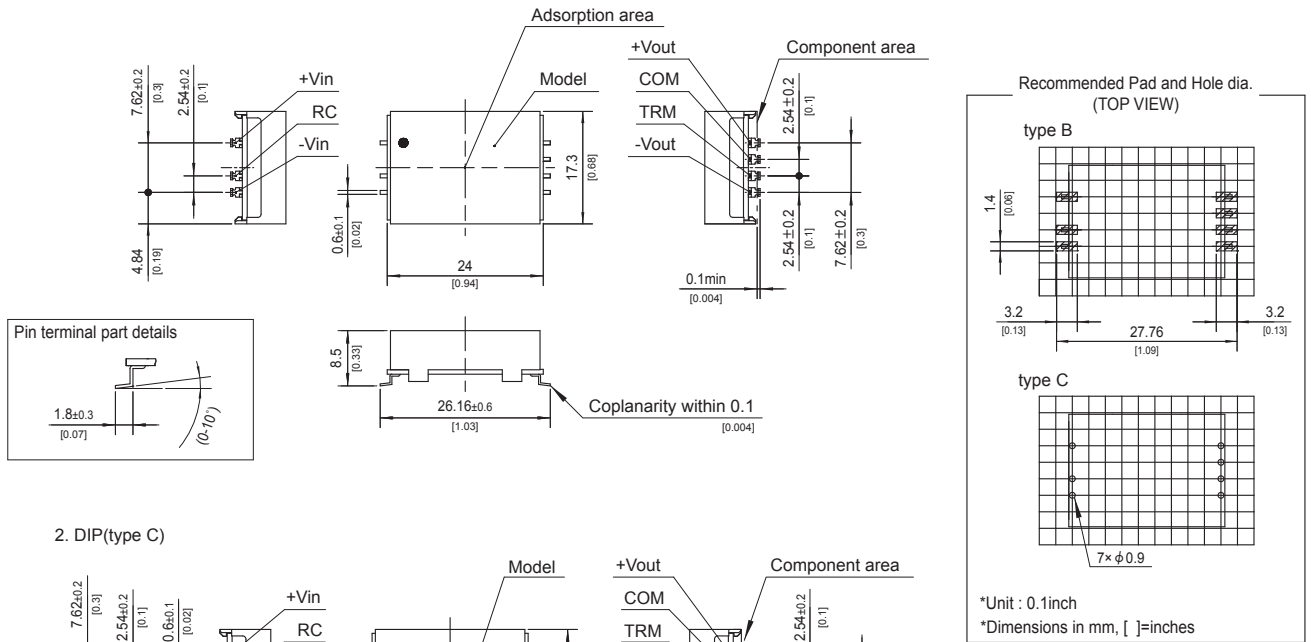 Adsorption area
+Vout
Component area
7.62±0.2
[0.3]
2.54±0.2
[0.1]
+Vin
RC
-Vin
Model
COM
TRM
-Vout
2.54±0.2
[0.1]
17.3
[0.68]
4.84
[0.19]
0.6±0.1
[0.02]
24
[0.94]
2.54±0.2
[0.1]
7.62±0.2
[0.3]
0.1min
[0.004]
Pin terminal part details
1.8±0.3
[0.07]
(0-10°)
8.5
[0.33]
26.16±0.6
[1.03]
Coplanarity within 0.1
[0.004]
Recommended Pad and Hole dia.
(TOP VIEW)
type B
1.4
[0.06]
3.2
[0.13]
27.76
[1.09]
3.2
[0.13]
type C
7×φ0.9
*Unit : 0.1inch
*Dimensions in mm, [ ]=inches
2. DIP(type C)
7.62±0.2
[0.3]
2.54±0.2
[0.1]
0.6±0.1
[0.02]
+Vin
RC
Model
+Vout
COM
TRM
Component area
2.54±0.2
[0.1]